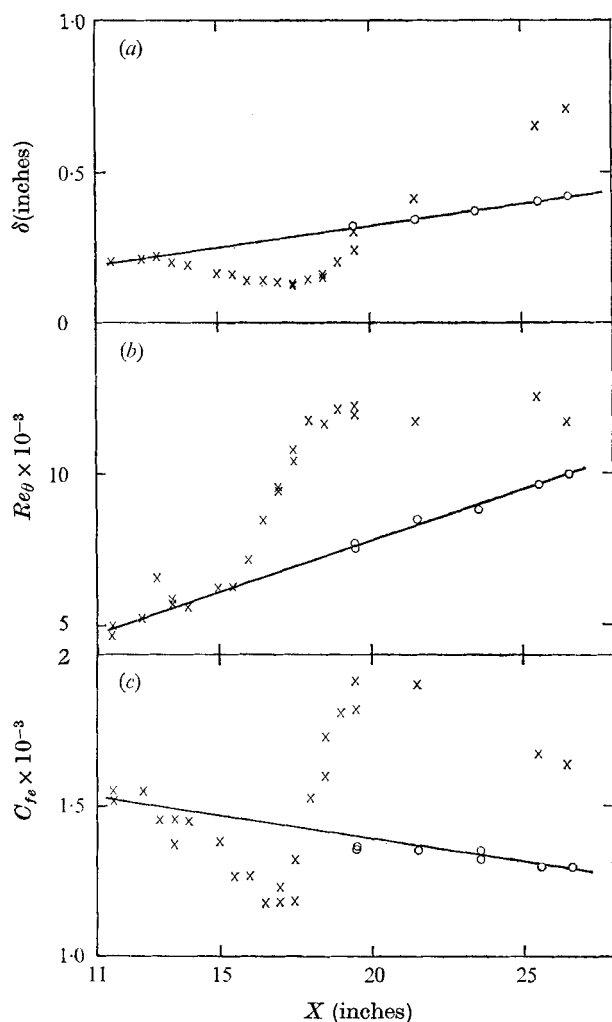 1·0
(a)
δ(inches)
0·5
0
(b)
Re_θ × 10⁻³
10
5
2
(c)
C_fe × 10⁻³
1·5
1·0
11 15 20 25
X (inches)